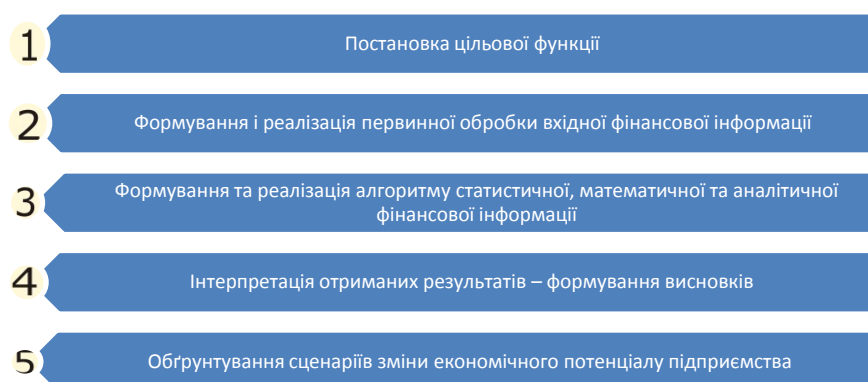 1
Постановка цільової функції
2
Формування і реалізація первинної обробки вхідної фінансової інформації
3
Формування та реалізація алгоритму статистичної, математичної та аналітичної
фінансової інформації
4
Інтерпретація отриманих результатів – формування висновків
5
Обґрунтування сценаріїв зміни економічного потенціалу підприємства